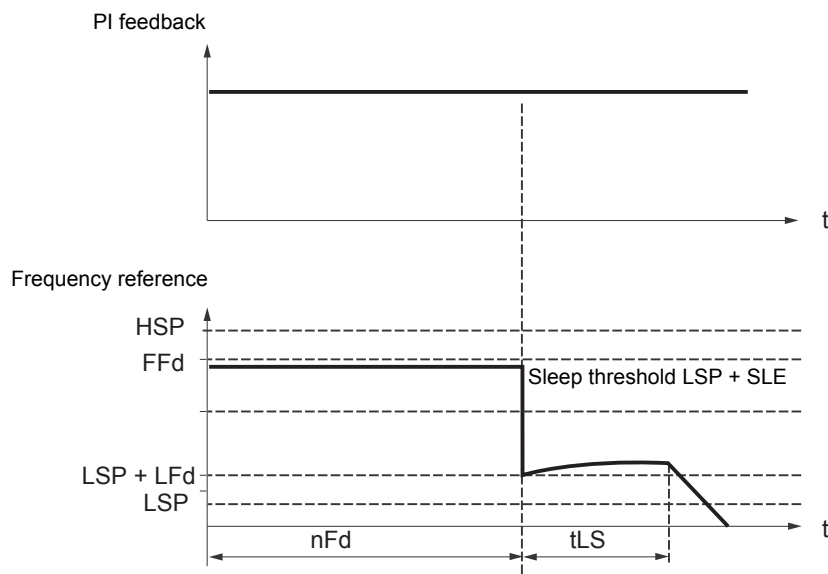 PI feedback
t
Frequency reference
HSP
FFd
Sleep threshold LSP + SLE
LSP + LFd
LSP
t
nFd
tLS